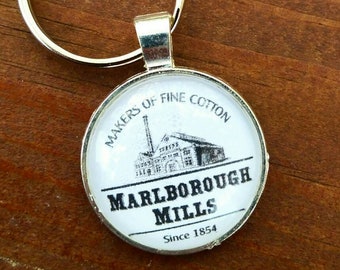 MAKERS OF FINE COTTON
MARLBOROUGH
MILLS
Since 1854